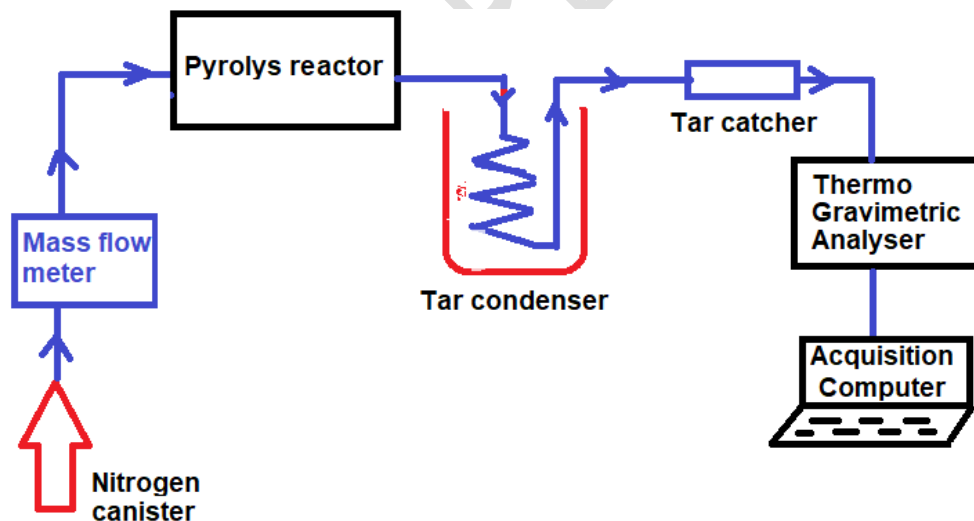 Pyrolys reactor
Tar catcher
Thermo
Gravimetric
Analyser
Mass flow
meter
Tar condenser
Acquisition
Computer
Nitrogen
canister